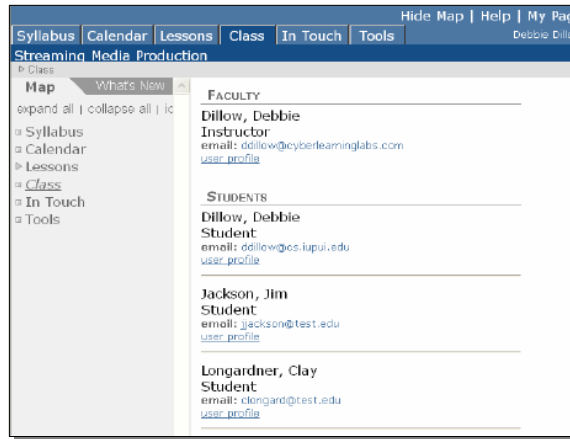 Hide Map | Help | My Pag
Syllabus Calendar Lessons Class In Touch Tools
Debbie Dillo
Streaming Media Production
Class
Map What's New
expand all | collapse all | ic
Syllabus
Calendar
Lessons
Class
In Touch
Tools
FACULTY
Dillow, Debbie
Instructor
email: ddillow@cyberlearninglabs.com
user profile
STUDENTS
Dillow, Debbie
Student
email: ddillow@cs.iupui.edu
user profile
Jackson, Jim
Student
email: jjackson@test.edu
user profile
Longardner, Clay
Student
email: clongard@test.edu
user profile